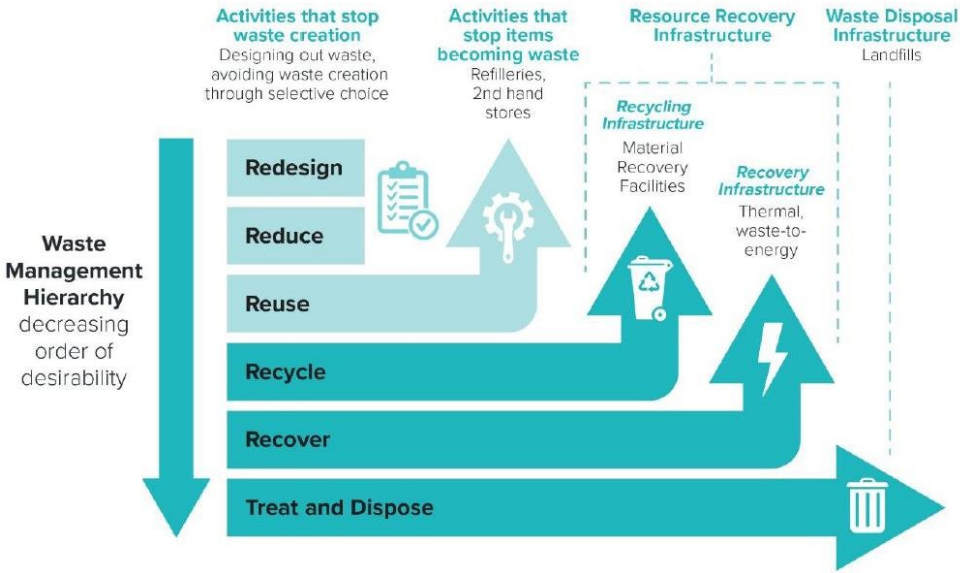 Activities that stop
waste creation
Designing out waste,
avoiding waste creation
through selective choice
Activities that
stop items
becoming waste
Refilleries,
2nd hand
stores
Resource Recovery
Infrastructure
Waste Disposal
Infrastructure
Landfills
Recycling
Infrastructure
Material
Recovery
Facilities
Recovery
Infrastructure
Thermal,
waste-to-
energy
Waste
Management
Hierarchy
decreasing
order of
desirability
Redesign
Reduce
Reuse
Recycle
Recover
Treat and Dispose